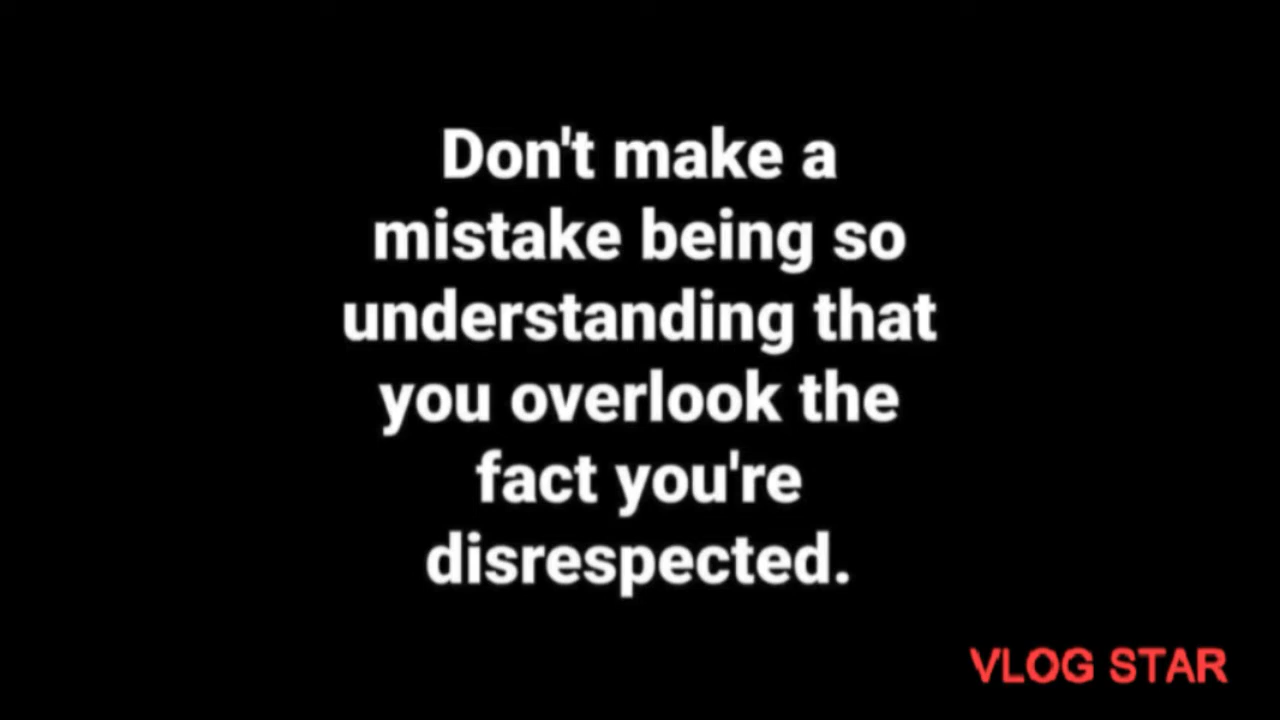 Don't make a
mistake being so
understanding that
you overlook the
fact you're
disrespected.
VLOG STAR